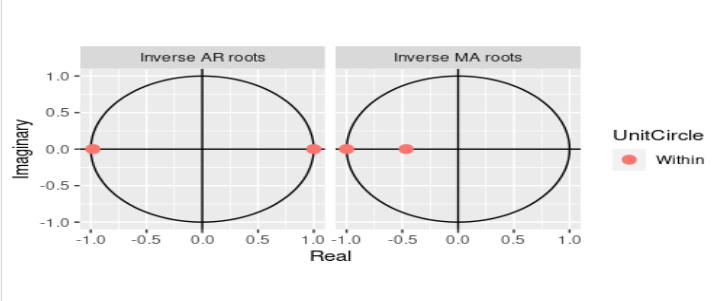 Inverse AR roots
Inverse MA roots
Imaginary
1.0
0.5
0.0
-0.5
-1.0
-1.0 -0.5 0.0 0.5 1.0 -1.0 -0.5 0.0 0.5 1.0
Real
UnitCircle
Within